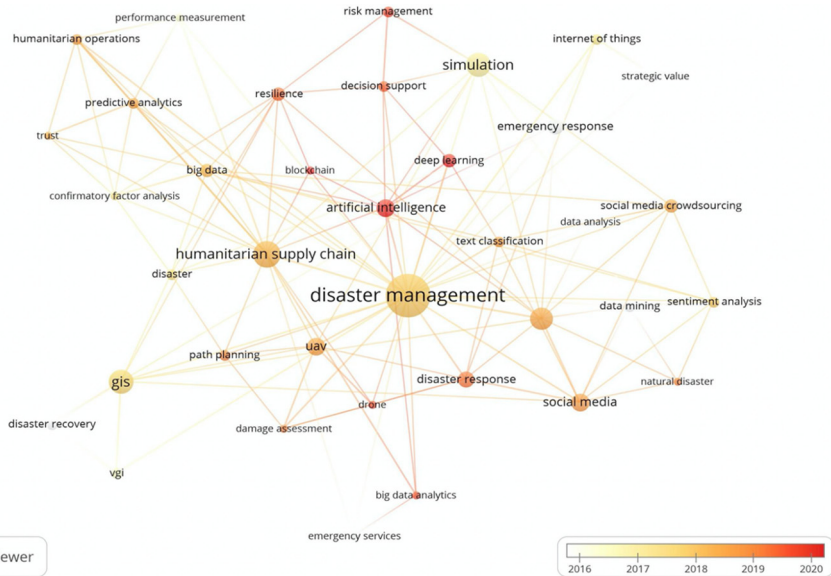 performance measurement
risk management
humanitarian operations
internet of things
simulation
strategic value
decision support
resilience
predictive analytics
emergency response
trust
deep learning
big data
blockchain
confirmatory factor analysis
artificial intelligence
social media crowdsourcing
data analysis
text classification
humanitarian supply chain
disaster
disaster management
data mining
sentiment analysis
uav
path planning
gis
disaster response
natural disaster
social media
drone
disaster recovery
damage assessment
vgi
big data analytics
emergency services
ewer
2016 2017 2018 2019 2020